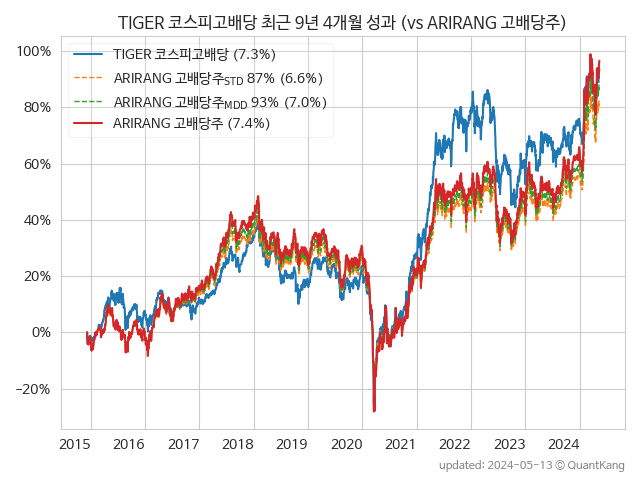 TIGER 코스피고배당 최근 9년 4개월 성과 (vs ARIRANG 고배당주)
100%
80%
60%
40%
20%
0%
−20%
TIGER 코스피고배당 (7.3%)
ARIRANG 고배당주STD 87% (6.6%)
ARIRANG 고배당주MDD 93% (7.0%)
ARIRANG 고배당주 (7.4%)
2015 2016 2017 2018 2019 2020 2021 2022 2023 2024
updated: 2024-05-13 © QuantKang